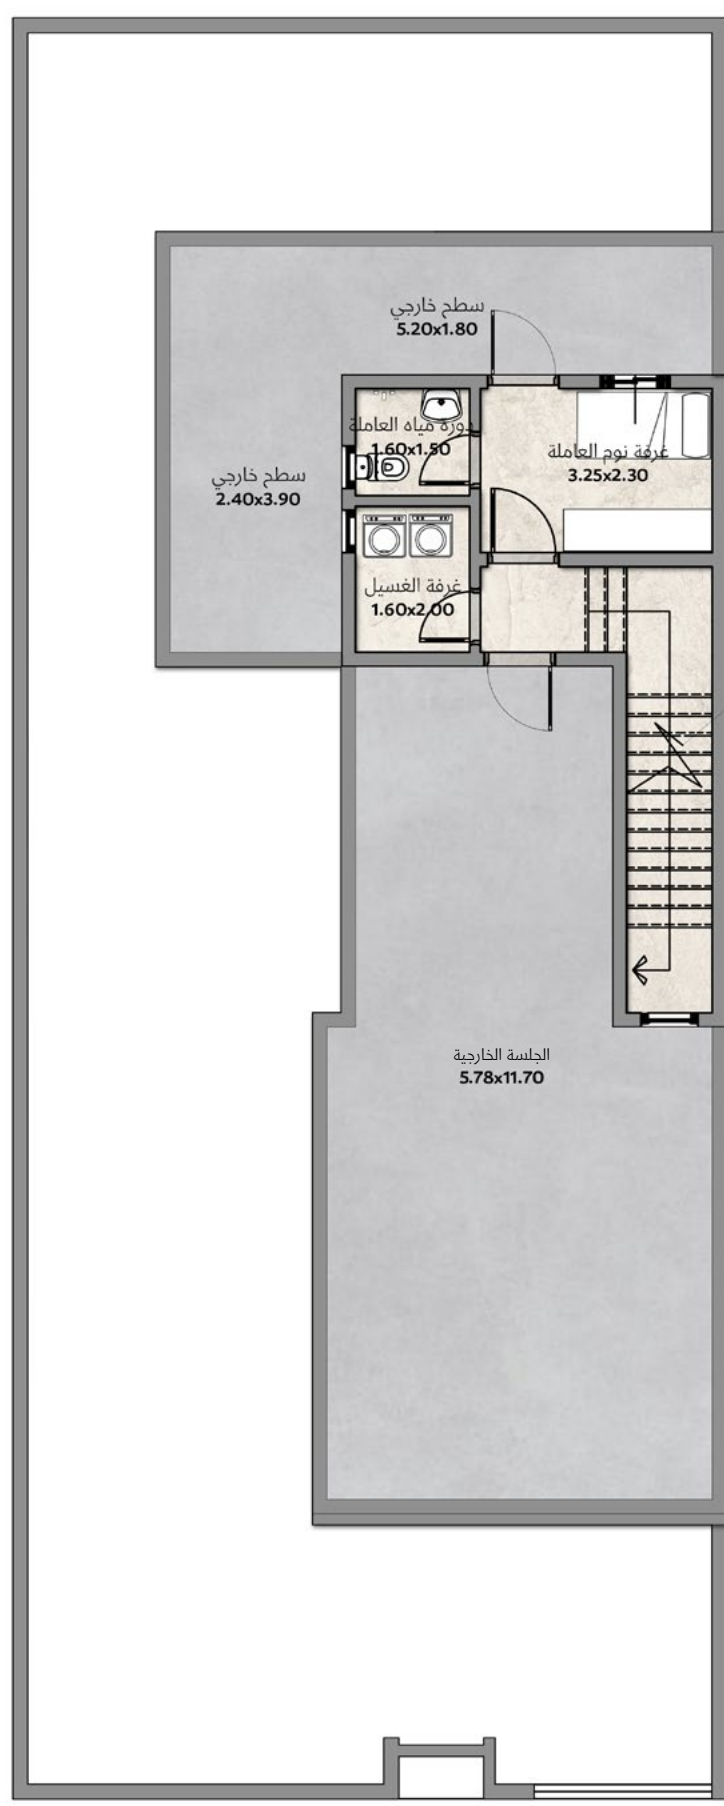 سطح خارجي
5.20x1.80
دورة مياه العاملة
1.60x1.50
غرفة نوم العاملة
3.25x2.30
سطح خارجي
2.40x3.90
غرفة الغسيل
1.60x2.00
الجلسة الخارجية
5.78x11.70